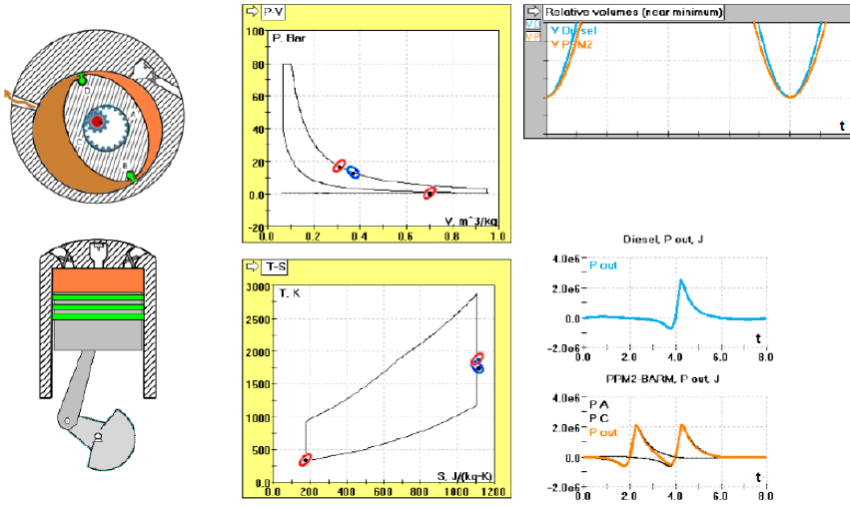 P-V
P. Bar
100
80
60
40
20
0.0
-20
0.0 0.2 0.4 0.6 0.8 1.0
V, m^3/kg
T-S
T, K
3000
2500
2000
1500
1000
500
0.0
0.0 200 400 600 800 1000 1200
S, J/(kg-K)
Relative volumes (near minimum)
V Diesel
V PPM2
t
Diesel, P out, J
4.0e6
2.0e6
0.0
-2.0e6
P out
t
0.0 2.0 4.0 6.0 8.0
PPM2-BARM, P out, J
4.0e6
2.0e6
0.0
-2.0e6
P A
P C
P out
t
0.0 2.0 4.0 6.0 8.0
A
B
C
D